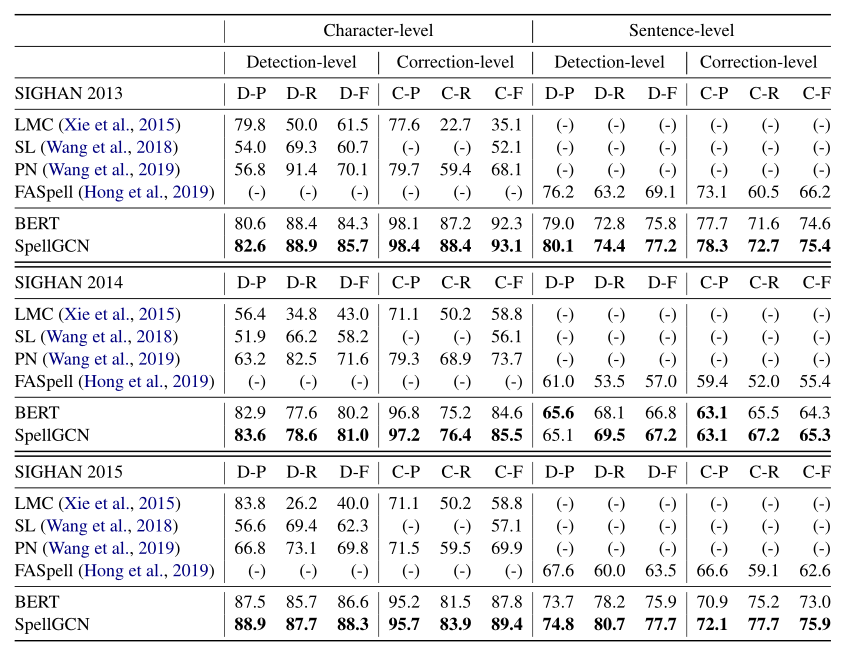 Character-level Sentence-level
Detection-level Correction-level Detection-level Correction-level
SIGHAN 2013 D-P D-R D-F C-P C-R C-F D-P D-R D-F C-P C-R C-F
LMC (Xie et al., 2015) 79.8 50.0 61.5 77.6 22.7 35.1 (-) (-) (-) (-) (-) (-)
SL (Wang et al., 2018) 54.0 69.3 60.7 (-) (-) 52.1 (-) (-) (-) (-) (-) (-)
PN (Wang et al., 2019) 56.8 91.4 70.1 79.7 59.4 68.1 (-) (-) (-) (-) (-) (-)
FASpell (Hong et al., 2019) (-) (-) (-) (-) (-) (-) 76.2 63.2 69.1 73.1 60.5 66.2
BERT 80.6 88.4 84.3 98.1 87.2 92.3 79.0 72.8 75.8 77.7 71.6 74.6
SpellGCN 82.6 88.9 85.7 98.4 88.4 93.1 80.1 74.4 77.2 78.3 72.7 75.4
SIGHAN 2014 D-P D-R D-F C-P C-R C-F D-P D-R D-F C-P C-R C-F
LMC (Xie et al., 2015) 56.4 34.8 43.0 71.1 50.2 58.8 (-) (-) (-) (-) (-) (-)
SL (Wang et al., 2018) 51.9 66.2 58.2 (-) (-) 56.1 (-) (-) (-) (-) (-) (-)
PN (Wang et al., 2019) 63.2 82.5 71.6 79.3 68.9 73.7 (-) (-) (-) (-) (-) (-)
FASpell (Hong et al., 2019) (-) (-) (-) (-) (-) (-) 61.0 53.5 57.0 59.4 52.0 55.4
BERT 82.9 77.6 80.2 96.8 75.2 84.6 65.6 68.1 66.8 63.1 65.5 64.3
SpellGCN 83.6 78.6 81.0 97.2 76.4 85.5 65.1 69.5 67.2 63.1 67.2 65.3
SIGHAN 2015 D-P D-R D-F C-P C-R C-F D-P D-R D-F C-P C-R C-F
LMC (Xie et al., 2015) 83.8 26.2 40.0 71.1 50.2 58.8 (-) (-) (-) (-) (-) (-)
SL (Wang et al., 2018) 56.6 69.4 62.3 (-) (-) 57.1 (-) (-) (-) (-) (-) (-)
PN (Wang et al., 2019) 66.8 73.1 69.8 71.5 59.5 69.9 (-) (-) (-) (-) (-) (-)
FASpell (Hong et al., 2019) (-) (-) (-) (-) (-) (-) 67.6 60.0 63.5 66.6 59.1 62.6
BERT 87.5 85.7 86.6 95.2 81.5 87.8 73.7 78.2 75.9 70.9 75.2 73.0
SpellGCN 88.9 87.7 88.3 95.7 83.9 89.4 74.8 80.7 77.7 72.1 77.7 75.9